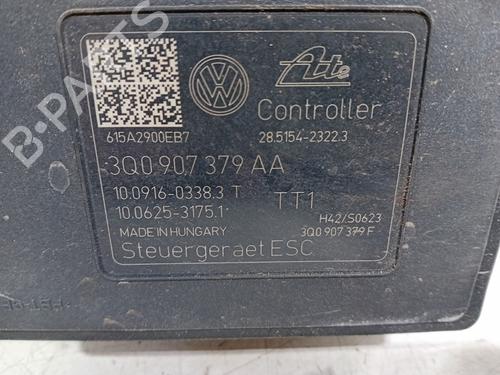 Ate
Controller
615A2900EB7
28.5154-2322.3
3Q0 907 379 AA
10.0916-0338.3 T
TT1
10.0625-3175.1
H42/S0623
MADE IN HUNGARY
3Q0 907 379 F
Steuergeraet ESC